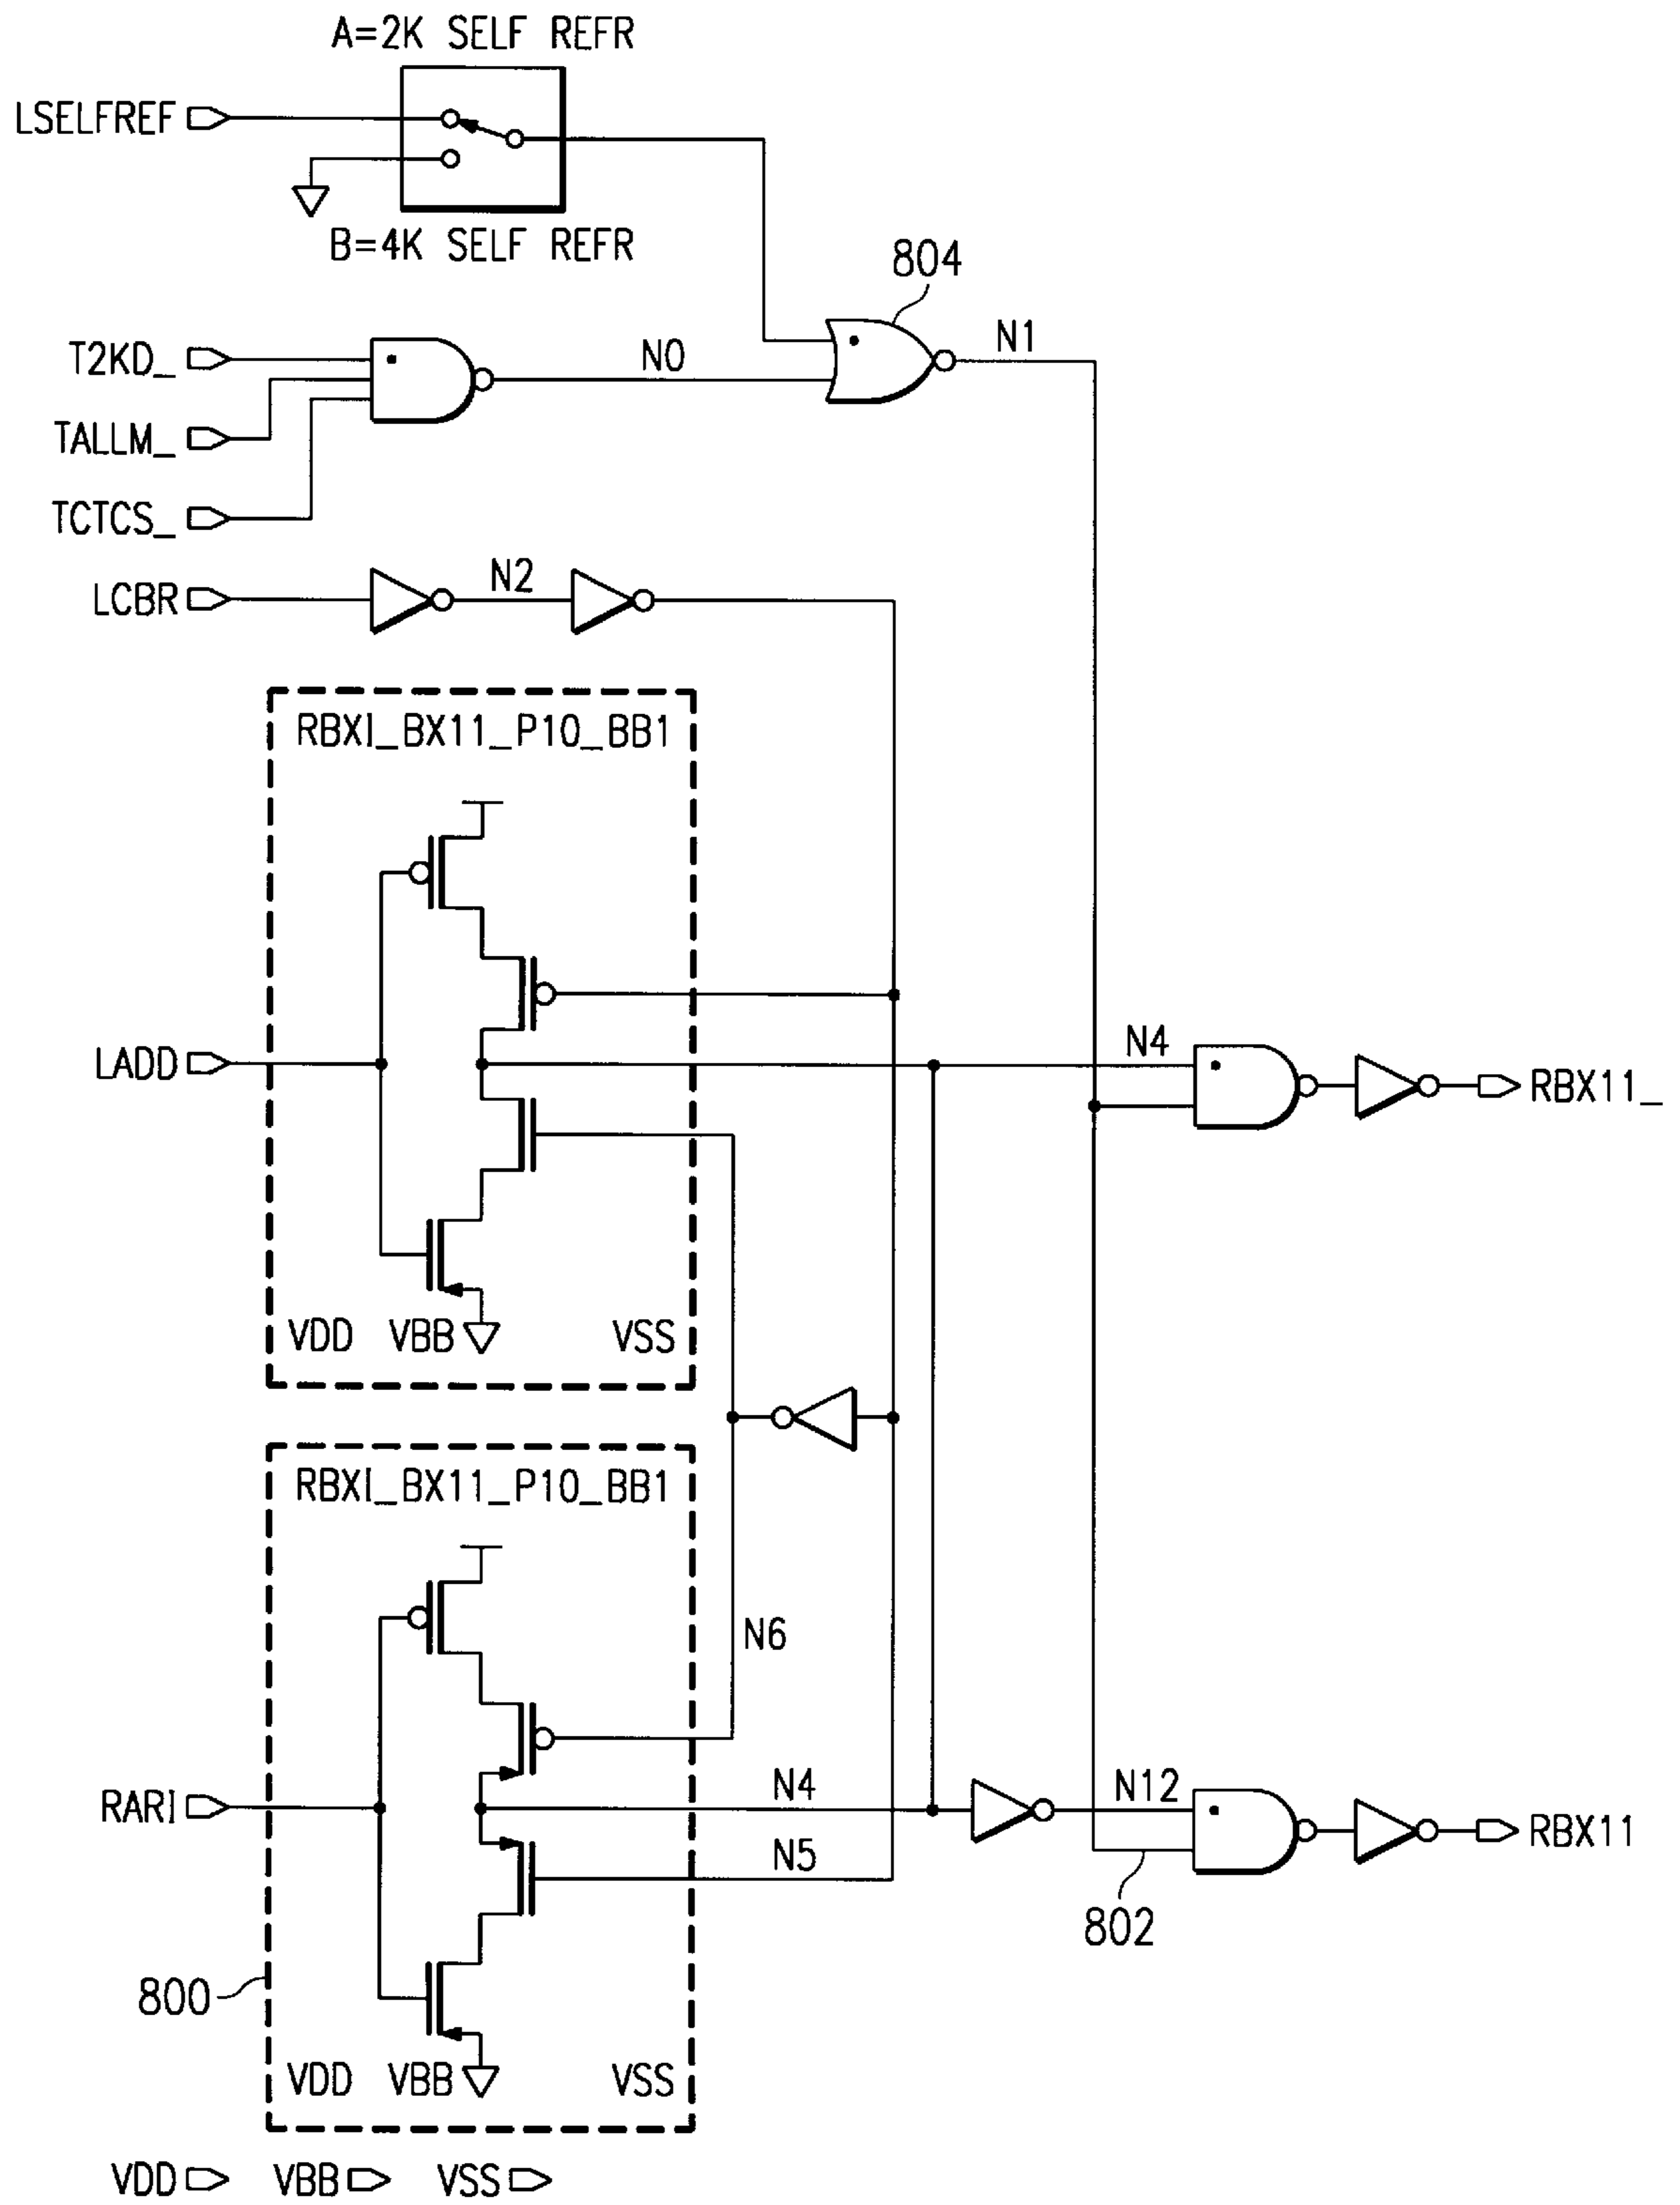 A=2K SELF REFR
LSELFREF
B=4K SELF REFR
804
T2KD_
N0
N1
TALLM_
TCTCS_
LCBR
N2
RBXI_BX11_P10_BB1
LADD
N4
RBX11_
VDD VBB VSS
RBXI_BX11_P10_BB1
N6
RARI
N4
N12
RBX11
N5
802
800
VDD VBB VSS
VDD VBB VSS